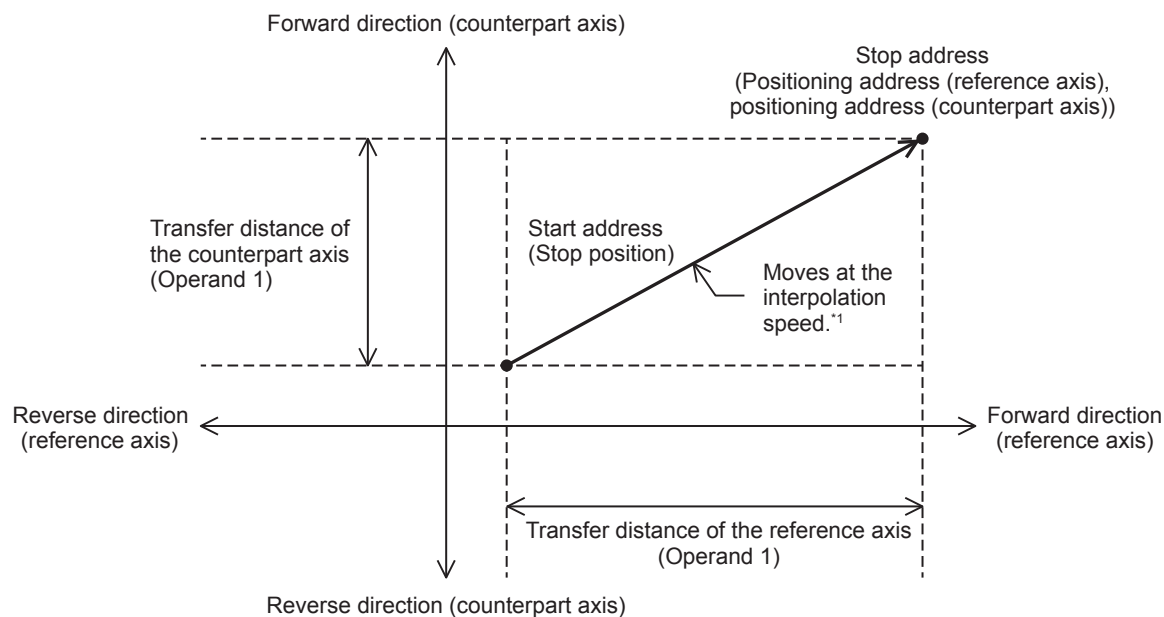 Forward direction (counterpart axis)
Stop address
(Positioning address (reference axis),
positioning address (counterpart axis))
Transfer distance of
the counterpart axis
(Operand 1)
Start address
(Stop position)
Moves at the
interpolation
speed.*1
Reverse direction
(reference axis)
Forward direction
(reference axis)
Transfer distance of the reference axis
(Operand 1)
Reverse direction (counterpart axis)